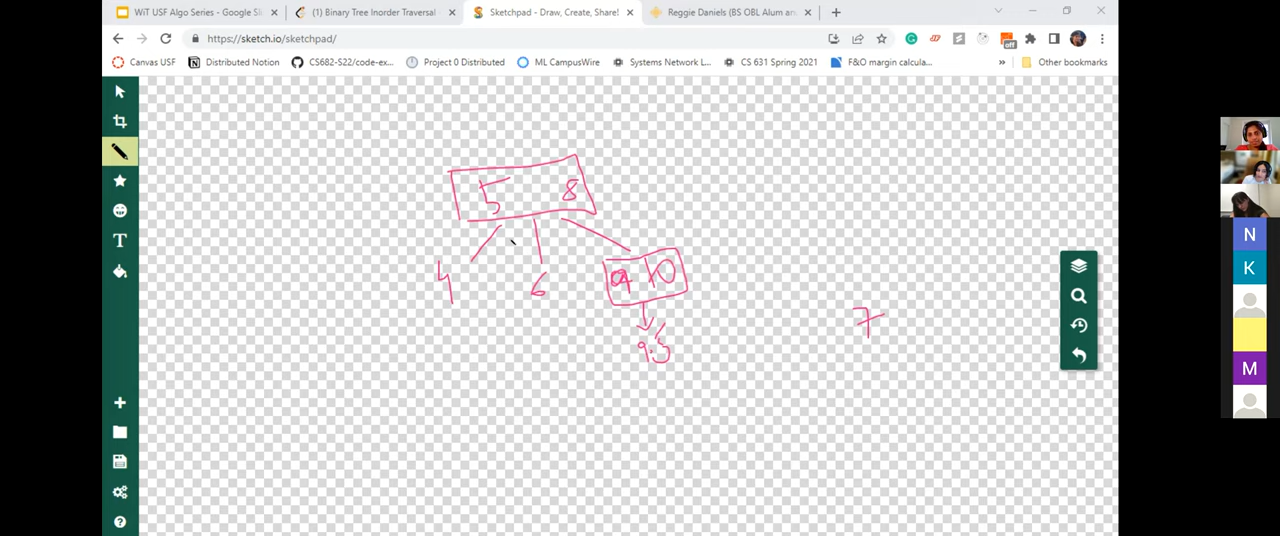 WiT USF Algo Series - Google Sl
(1) Binary Tree Inorder Traversal
Sketchpad - Draw, Create, Share!
Reggie Daniels (BS OBL Alum an
https://sketch.io/sketchpad/
off
Canvas USF
Distributed Notion
CS682-S22/code-ex...
Project 0 Distributed
ML CampusWire
Systems Network L...
CS 631 Spring 2021
F&O margin calcula...
»
Other bookmarks
T
5 8
4 6 9 10
9.5
7
N
K
M